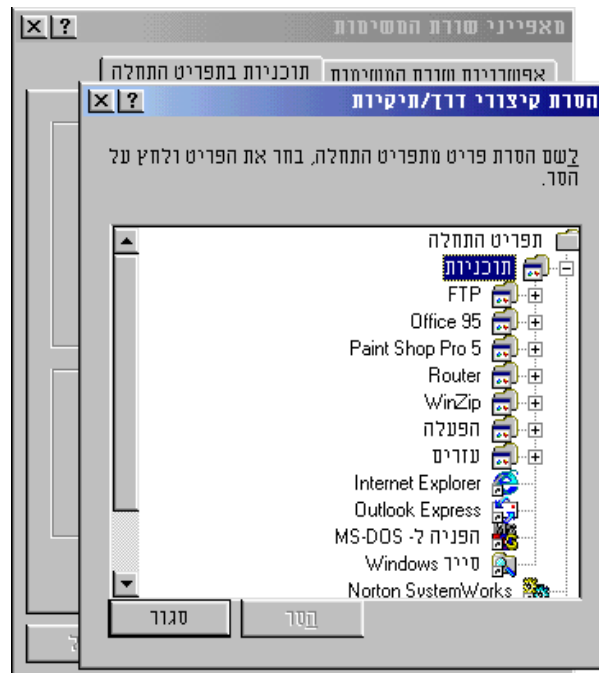 מאפייני שורת המשימות
אפשרויות שורת המשימות
תוכניות בתפריט התחלה
הסרת קיצורי דרך/תיקיות
לשם הסרת פריט מתפריט התחלה, בחר את הפריט ולחץ על
הסר.
תפריט התחלה
תוכניות
FTP
Office 95
Paint Shop Pro 5
Router
WinZip
הפעלה
עזרים
Internet Explorer
Outlook Express
הפניה ל- MS-DOS
סייר Windows
Norton SystemWorks
הסר
סגור